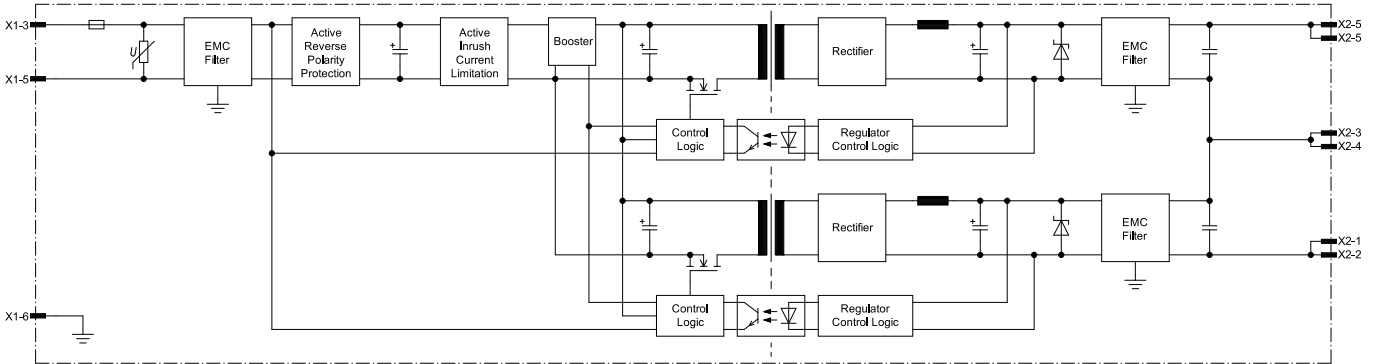 X1-3
X1-5
X1-6
U
EMC
Filter
Active
Reverse
Polarity
Protection
+
Active
Inrush
Current
Limitation
Booster
+
Rectifier
+
EMC
Filter
X2-5
X2-5
Control
Logic
Regulator
Control Logic
X2-3
X2-4
+
Rectifier
+
EMC
Filter
X2-1
X2-2
Control
Logic
Regulator
Control Logic